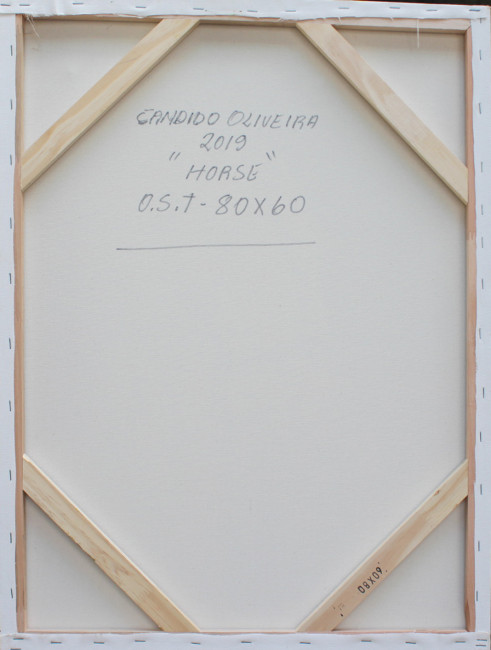 CANDIDO OLIVEIRA
2019
"HORSE"
O.S.T - 80X60
60X80